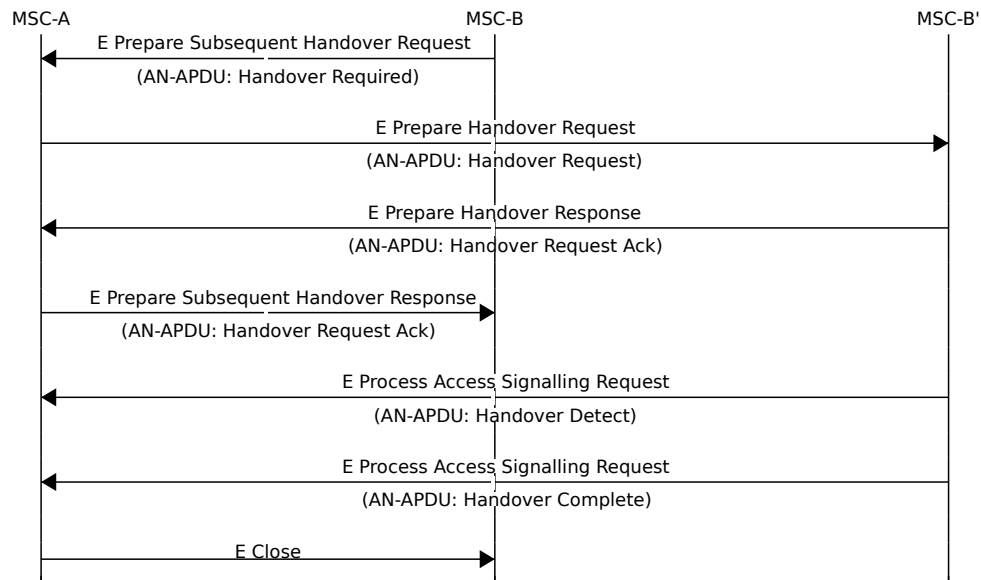 MSC-A MSC-B MSC-B'
E Prepare Subsequent Handover Request
(AN-APDU: Handover Required)
E Prepare Handover Request
(AN-APDU: Handover Request)
E Prepare Handover Response
(AN-APDU: Handover Request Ack)
E Prepare Subsequent Handover Response
(AN-APDU: Handover Request Ack)
E Process Access Signalling Request
(AN-APDU: Handover Detect)
E Process Access Signalling Request
(AN-APDU: Handover Complete)
E Close